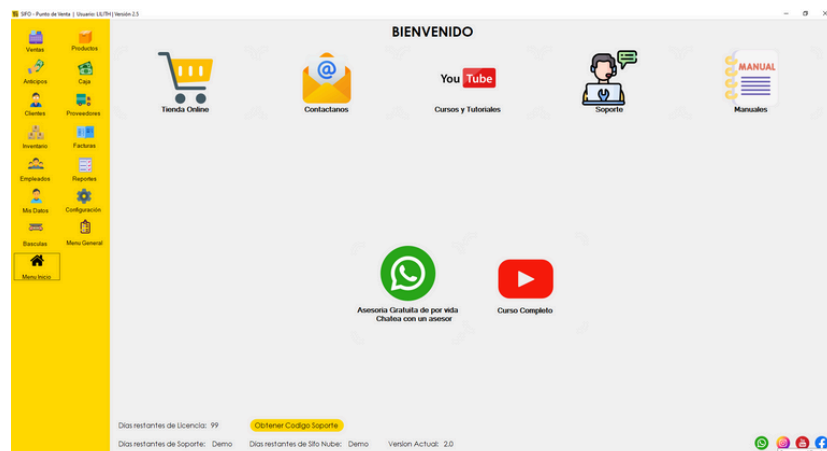 SIFO - Punto de Venta | Usuario: LILITH | Versión 2.5
BIENVENIDO
Ventas
Productos
Anticipos
Caja
Clientes
Proveedores
Inventario
Facturas
Empleados
Reportes
Mis Datos
Configuración
Basculas
Menu General
Menu Inicio
Tienda Online
Contactanos
You Tube
Cursos y Tutoriales
Soporte
MANUAL
Manuales
Asesoria Gratuita de por vida
Chatea con un asesor
Curso Completo
Días restantes de Licencia: 99
Obtener Codigo Soporte
Días restantes de Soporte: Demo
Días restantes de Sifo Nube: Demo
Version Actual: 2.0